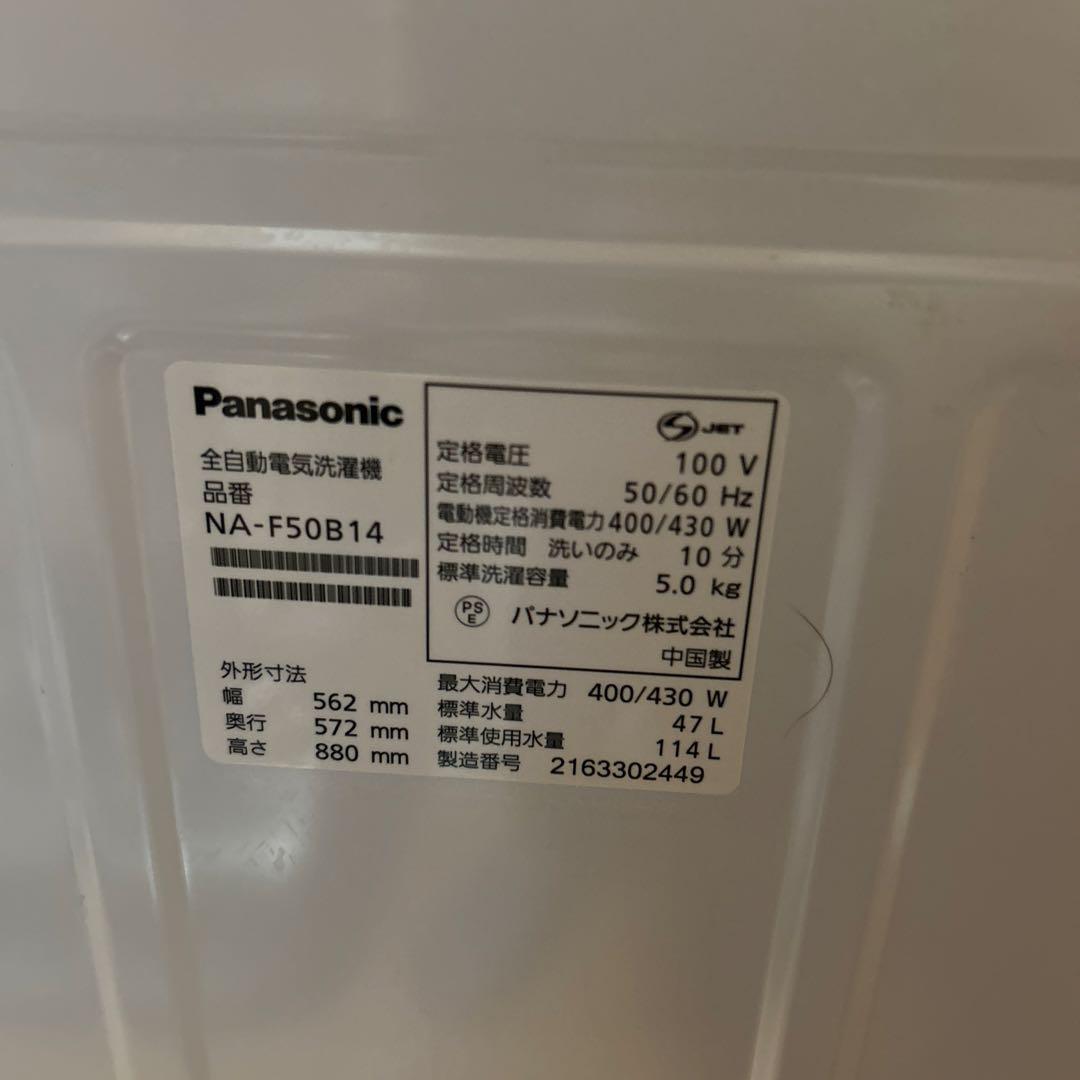 Panasonic
全自動電気洗濯機
品番
NA-F50B14
外形寸法
幅 562 mm
奥行 572 mm
高さ 880 mm
JET
定格電圧 100 V
定格周波数 50/60 Hz
電動機定格消費電力 400/430 W
定格時間 洗いのみ 10 分
標準洗濯容量 5.0 kg
PS
E パナソニック株式会社
中国製
最大消費電力 400/430 W
標準水量 47 L
標準使用水量 114 L
製造番号 2163302449